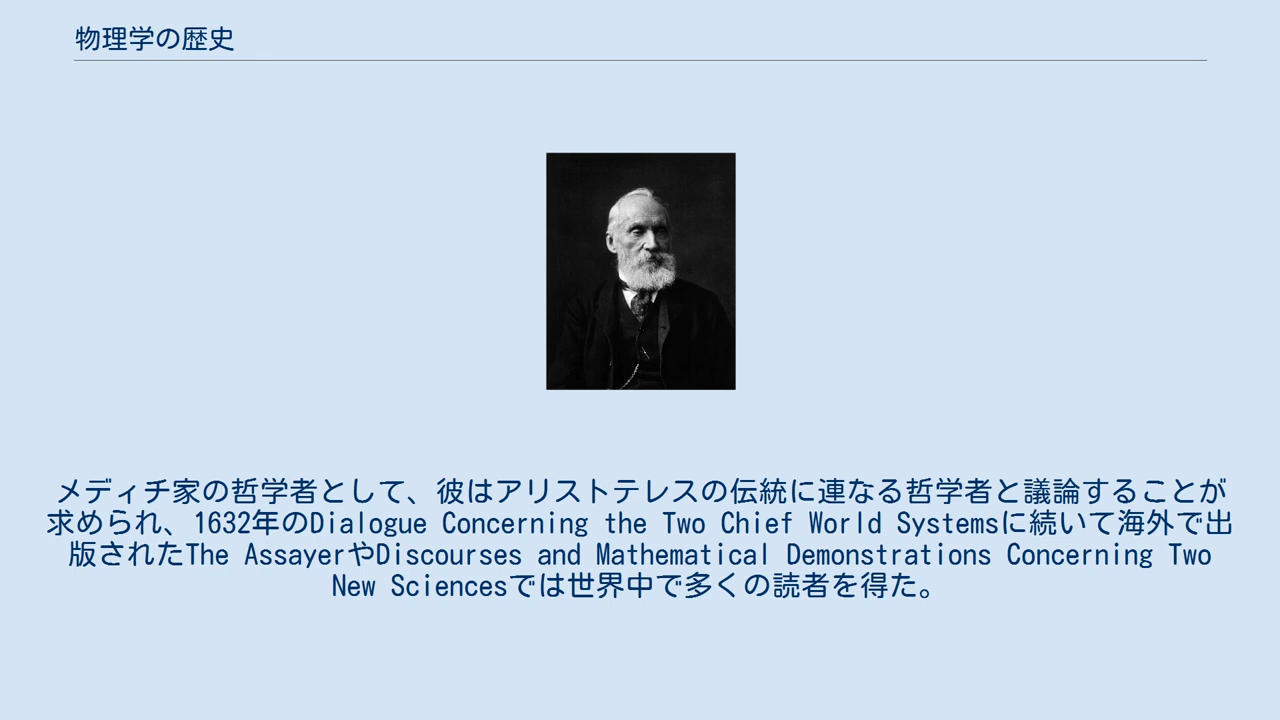 物理学の歴史
メディチ家の哲学者として、彼はアリストテレスの伝統に連なる哲学者と議論することが
求められ、1632年のDialogue Concerning the Two Chief World Systemsに続いて海外で出
版されたThe AssayerやDiscourses and Mathematical Demonstrations Concerning Two
New Sciencesでは世界中で多くの読者を得た。